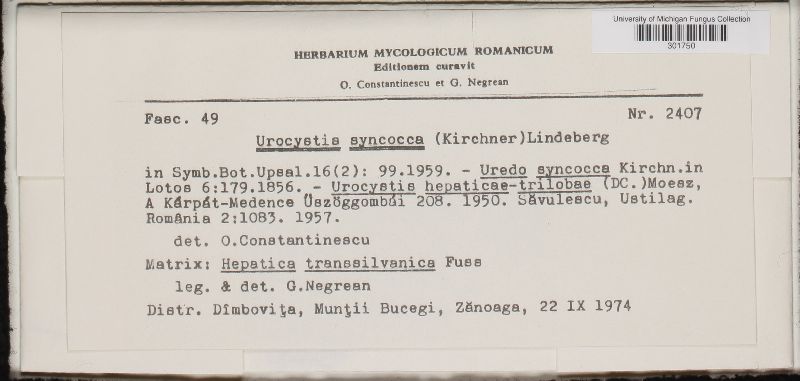 University of Michigan Fungus Collection
301750
HERBARIUM MYCOLOGICUM ROMANICUM
Editionem curavit
O. Constantinescu et G. Negrean
Fasc. 49 Nr. 2407
Urocystis syncocca (Kirchner)Lindeberg
in Symb.Bot.Upsal.16(2): 99.1959. - Uredo syncocca Kirchn.in
Lotos 6:179.1856. - Urocystis hepaticae-trilobae (DC.)Moesz,
A Kárpát-Medence Üszöggombái 208. 1950. Săvulescu, Ustilag.
România 2:1083. 1957.
det. O.Constantinescu
Matrix: Hepatica transsilvanica Fuss
leg. & det. G.Negrean
Distr. Dîmboviţa, Munţii Bucegi, Zănoaga, 22 IX 1974